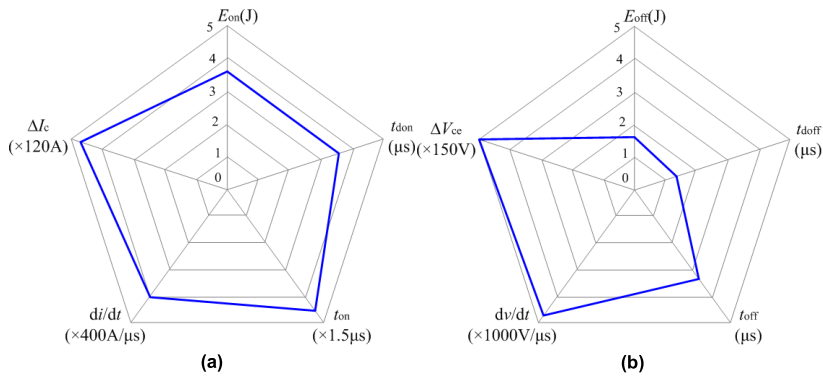 Eon(J)
5
4
3
2
1
0
tdon
(μs)
ton
(×1.5μs)
di/dt
(×400A/μs)
ΔIc
(×120A)
(a)
Eoff(J)
5
4
3
2
1
0
tdoff
(μs)
toff
(μs)
dv/dt
(×1000V/μs)
ΔVce
(×150V)
(b)